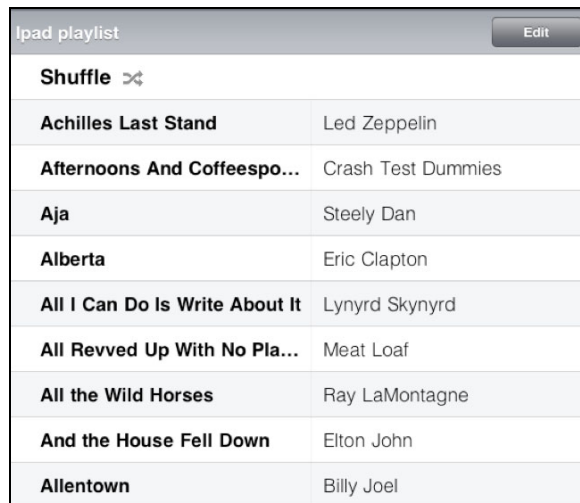 Ipad playlist Edit
Shuffle
Achilles Last Stand Led Zeppelin
Afternoons And Coffeespo... Crash Test Dummies
Aja Steely Dan
Alberta Eric Clapton
All I Can Do Is Write About It Lynyrd Skynyrd
All Revved Up With No Pla... Meat Loaf
All the Wild Horses Ray LaMontagne
And the House Fell Down Elton John
Allentown Billy Joel